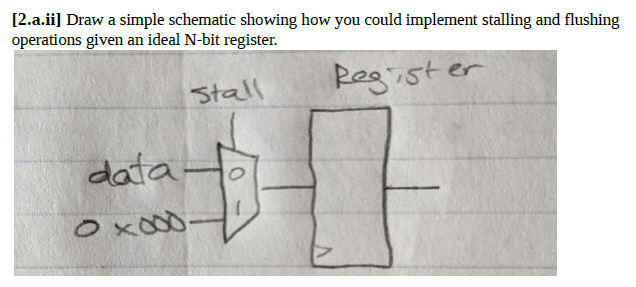 [2.a.ii] Draw a simple schematic showing how you could implement stalling and flushing
operations given an ideal N-bit register.
Register
Stall
data
0
0x000
1